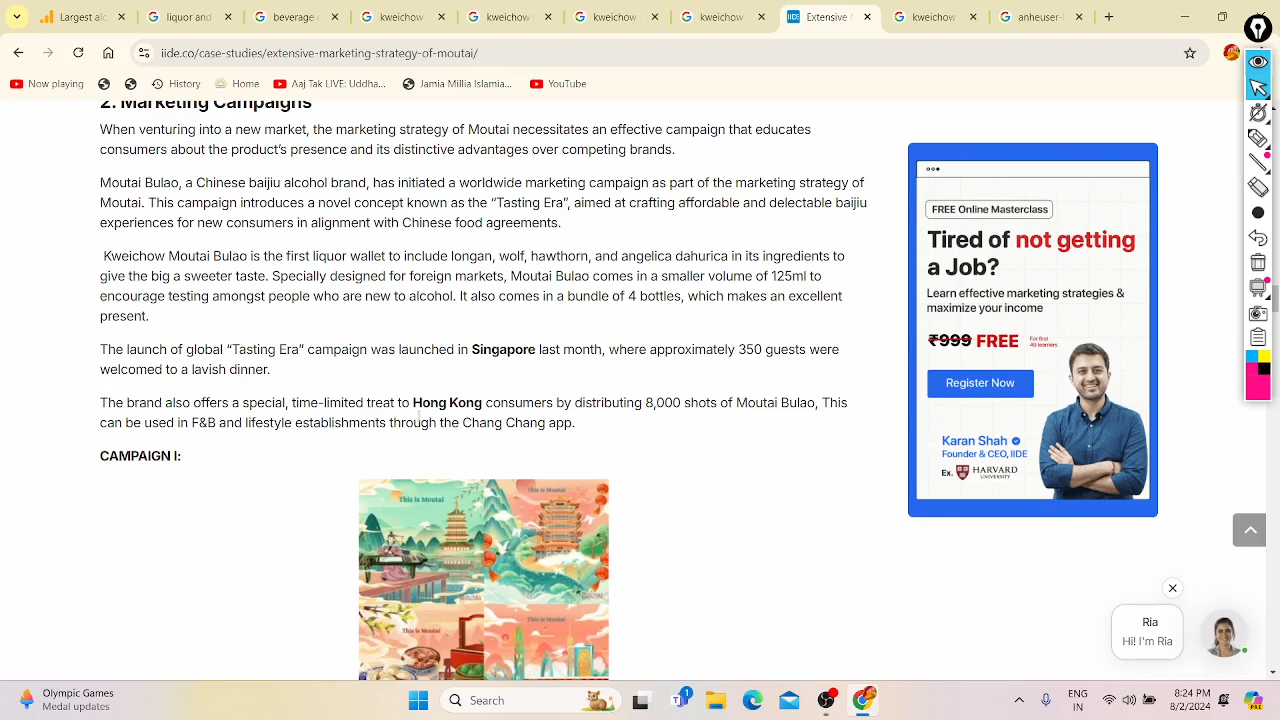 Targetic
google f
beverage
kweichow
kweichow
kweichow
kweichow
IIDE
Extensive
kweichow
anheuser-
iide.co/case-studies/extensive-marketing-strategy-of-moutai/
Now playing
History
Home
Aaj Tak LIVE: Uddha...
Jamia Millia Islamia...
YouTube
2. Marketing Campaigns
When venturing into a new market, the marketing strategy of Moutai necessitates an effective campaign that educates
consumers about the product's presence and its distinctive advantages over competing brands.
Moutai Bulao, a Chinese baijiu alcohol brand, has initiated a worldwide marketing campaign as part of the marketing strategy of
Moutai. This campaign introduces a novel concept known as the “Tasting Era”, aimed at crafting affordable and delectable baijiu
experiences for new consumers in alignment with Chinese food agreements.
Kweichow Moutai Bulao is the first liquor wallet to include longan, wolf, hawthorn, and angelica dahurica in its ingredients to
give the big a sweeter taste. Specially designed for foreign markets, Moutai Bulao comes in a smaller volume of 125ml to
encourage testing amongst people who are new to alcohol. It also comes in a bundle of 4 bottles, which makes an excellent
present.
The launch of global “Tasting Era' campaign was launched in Singapore last month, where approximately 350 guests were
welcomed to a lavish dinner.
The brand also offers a special, time-limited treat to Hong Kong consumers by distributing 8,000 shots of Moutai Bulao, This
can be used in F&B and lifestyle establishments through the Chang Chang app.
CAMPAIGN I:
This is Moutai
This is Moutai
This is Moutai
This is Moutai
FREE Online Masterclass
Tired of not getting
a Job?
Learn effective marketing strategies &
maximize your income
₹999 FREE
For first
49 learners
Register Now
Karan Shah
Founder & CEO, IIDE
Ex. HARVARD
UNIVERSITY
Ria
Hi! I'm Ria
Olympic Games
Medal updates
Search
1
ENG
IN
8:24 PM
PRE